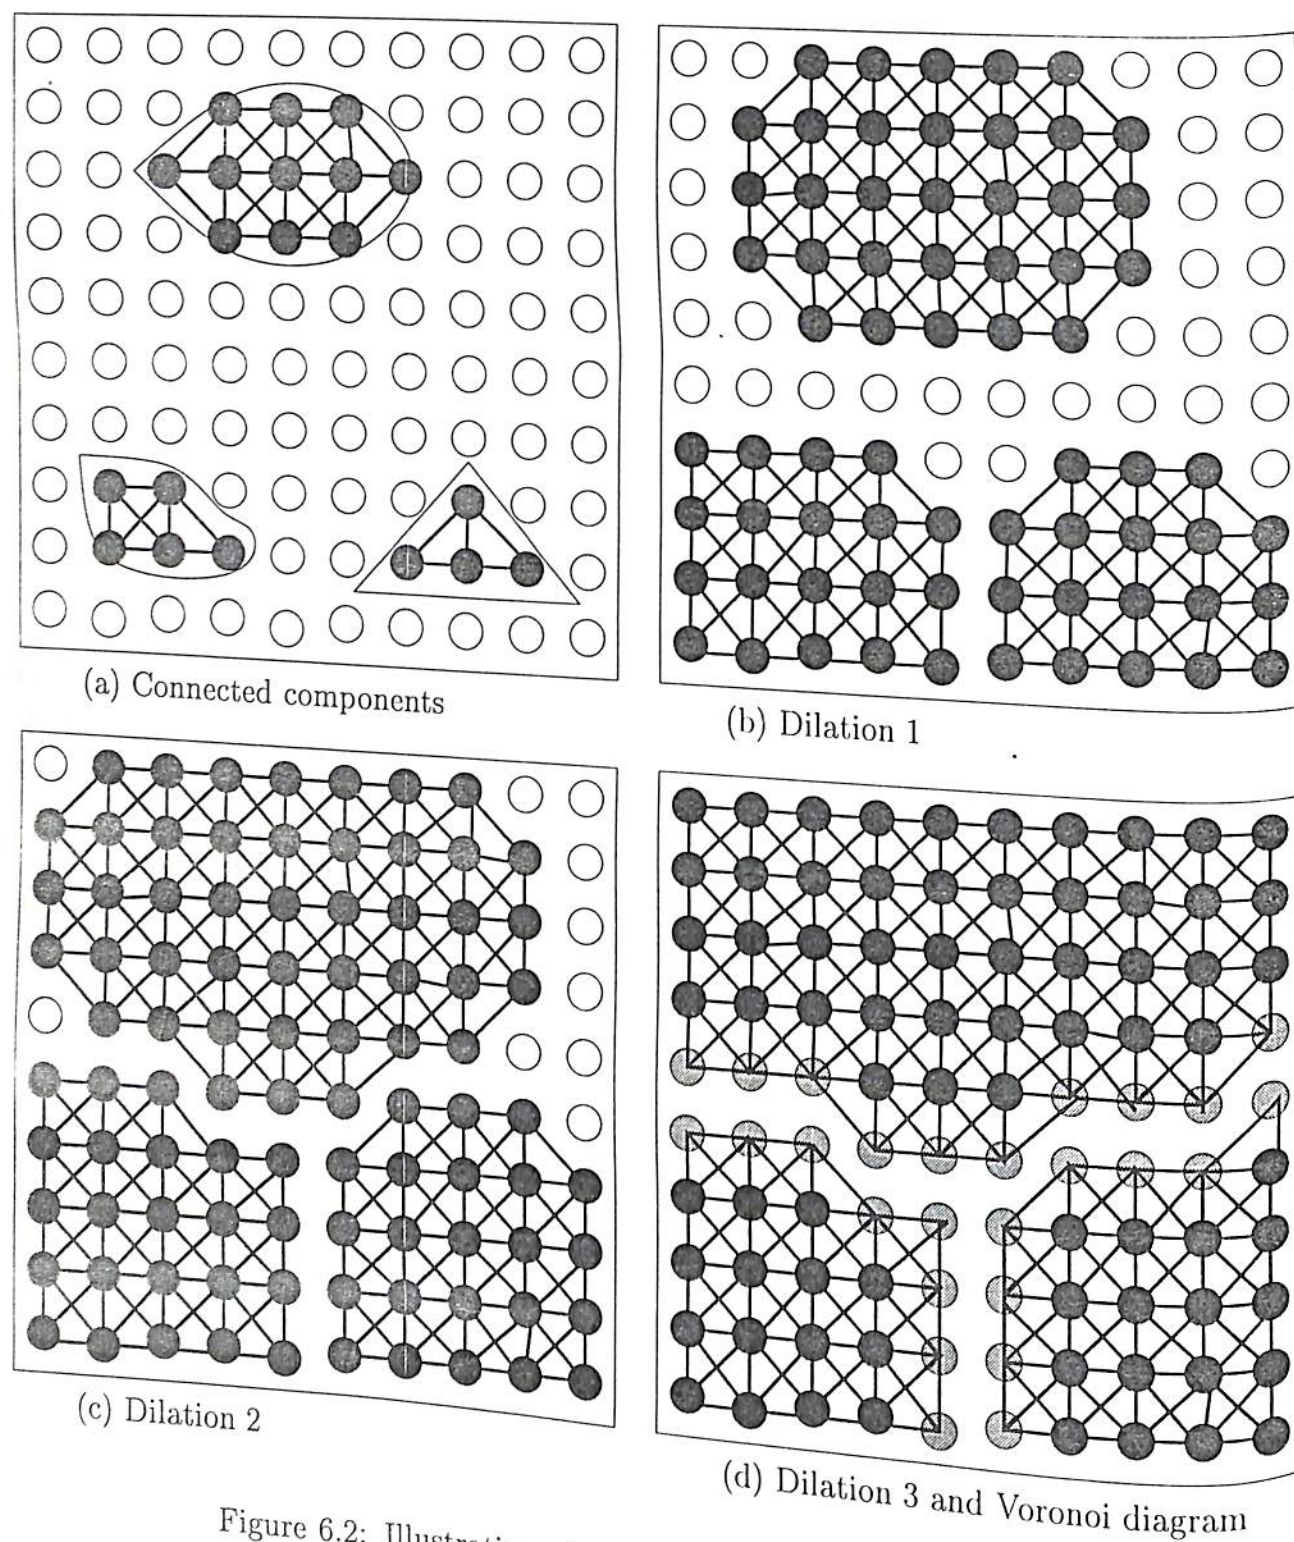 (a) Connected components
(b) Dilation 1
(c) Dilation 2
(d) Dilation 3 and Voronoi diagram
Figure 6.2: